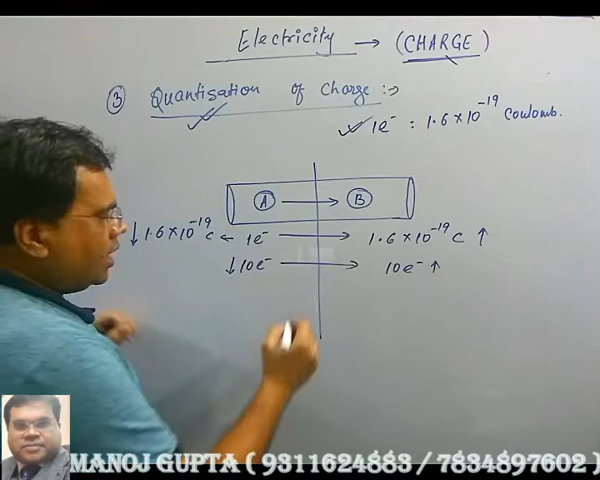 Electricity → (CHARGE)
③ Quantisation of Charge :->
✓ 1e⁻ : 1.6 × 10⁻¹⁹ Coulomb.
A → B
↓ 1.6 × 10⁻¹⁹ C ← 1e⁻ → 1.6 × 10⁻¹⁹ C ↑
↓ 10e⁻ → 10e⁻ ↑
MANOJ GUPTA ( 9311624883 / 7834897602 )